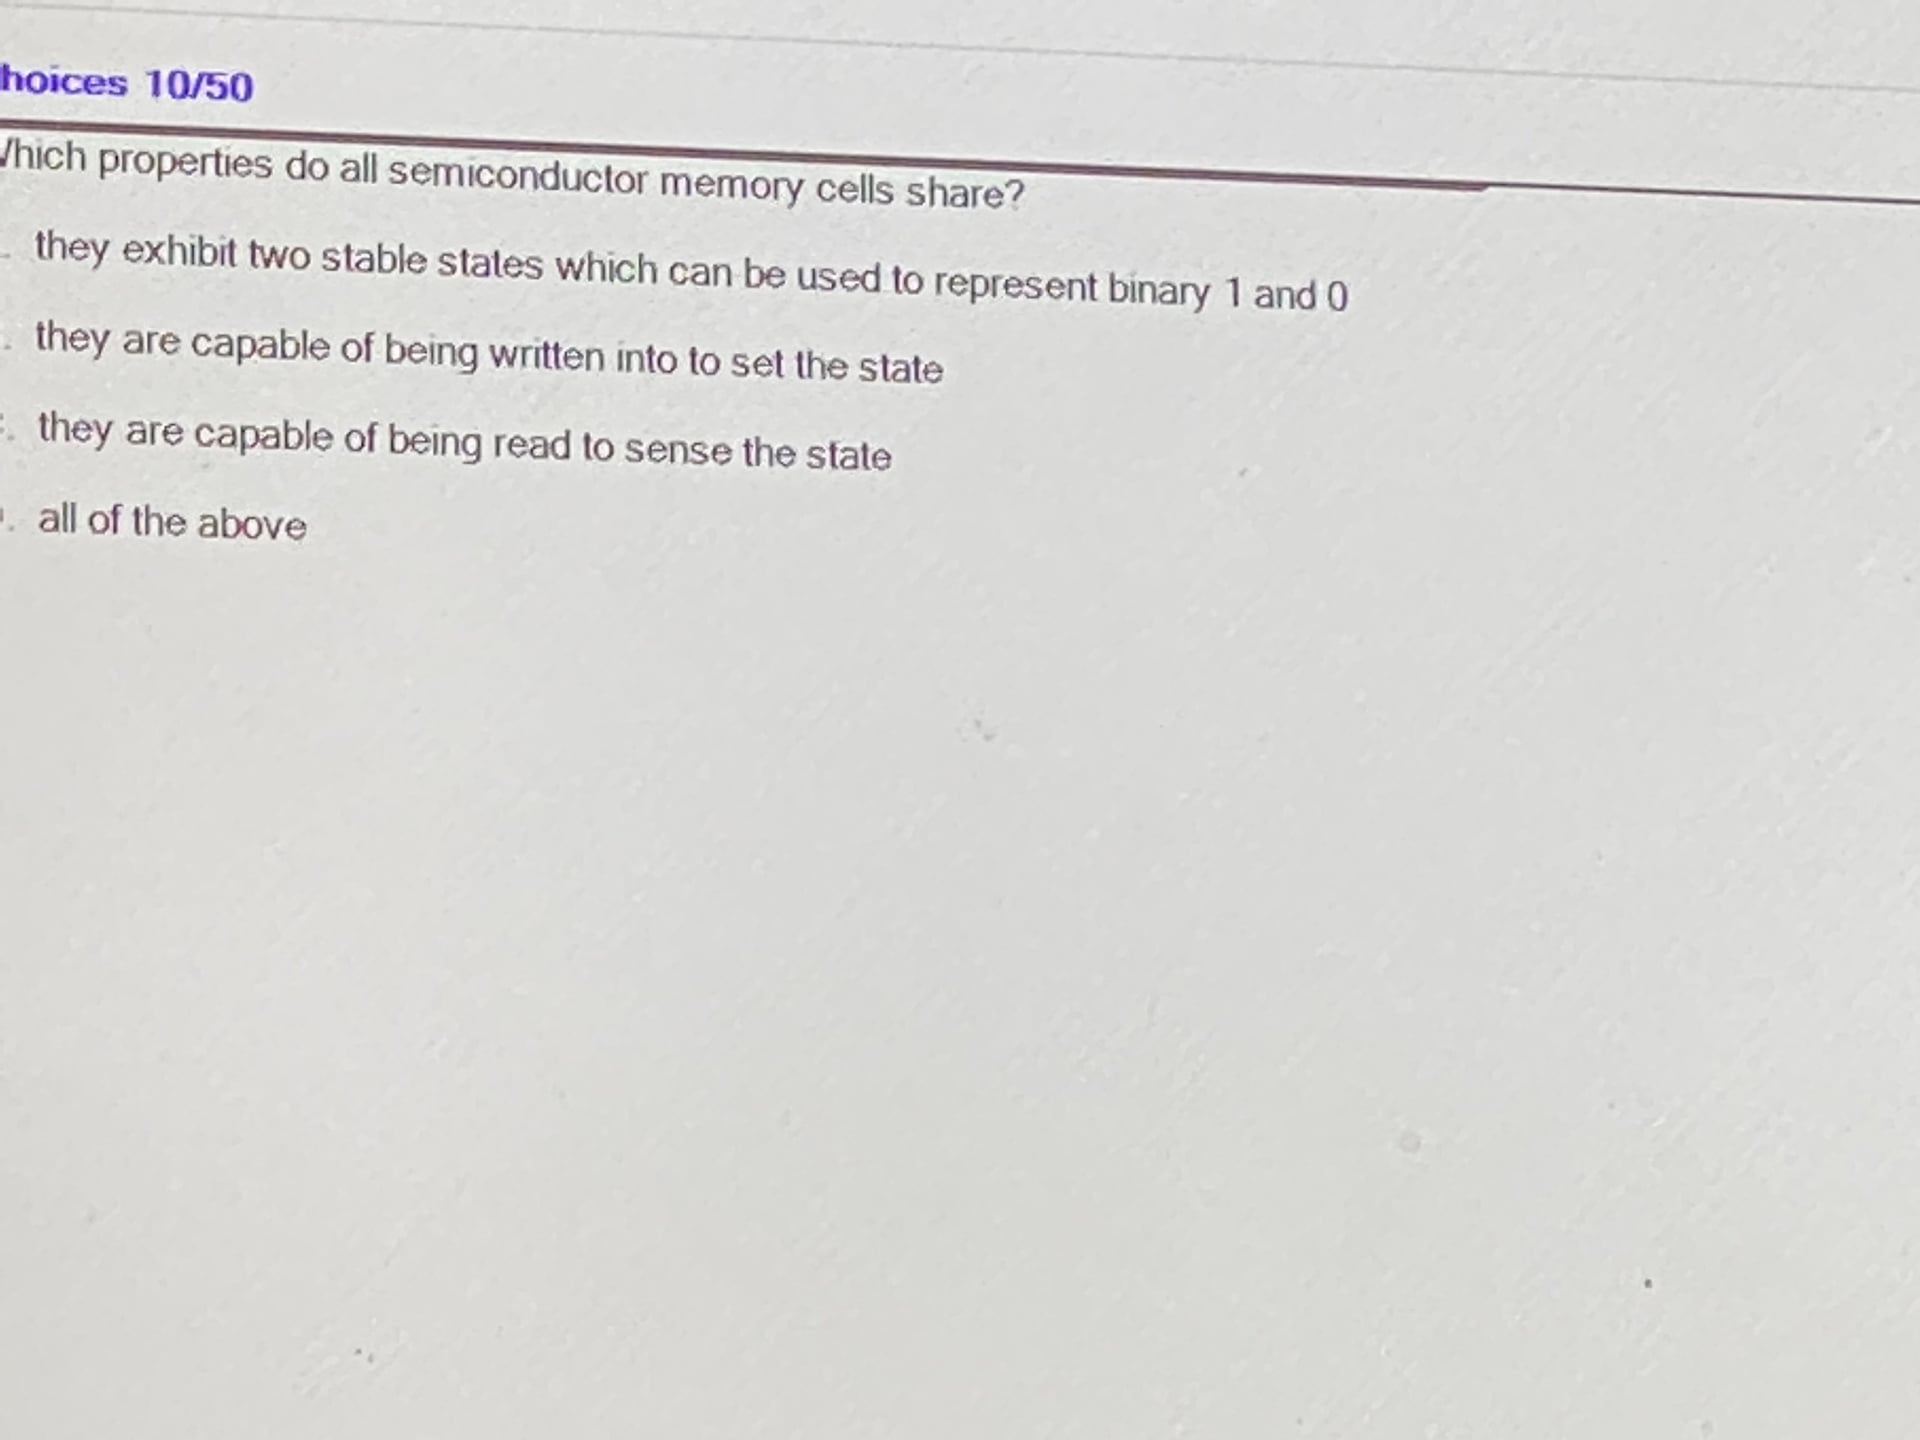 hoices 10/50
Which properties do all semiconductor memory cells share?
they exhibit two stable states which can be used to represent binary 1 and 0
. they are capable of being written into to set the state
. they are capable of being read to sense the state
. all of the above